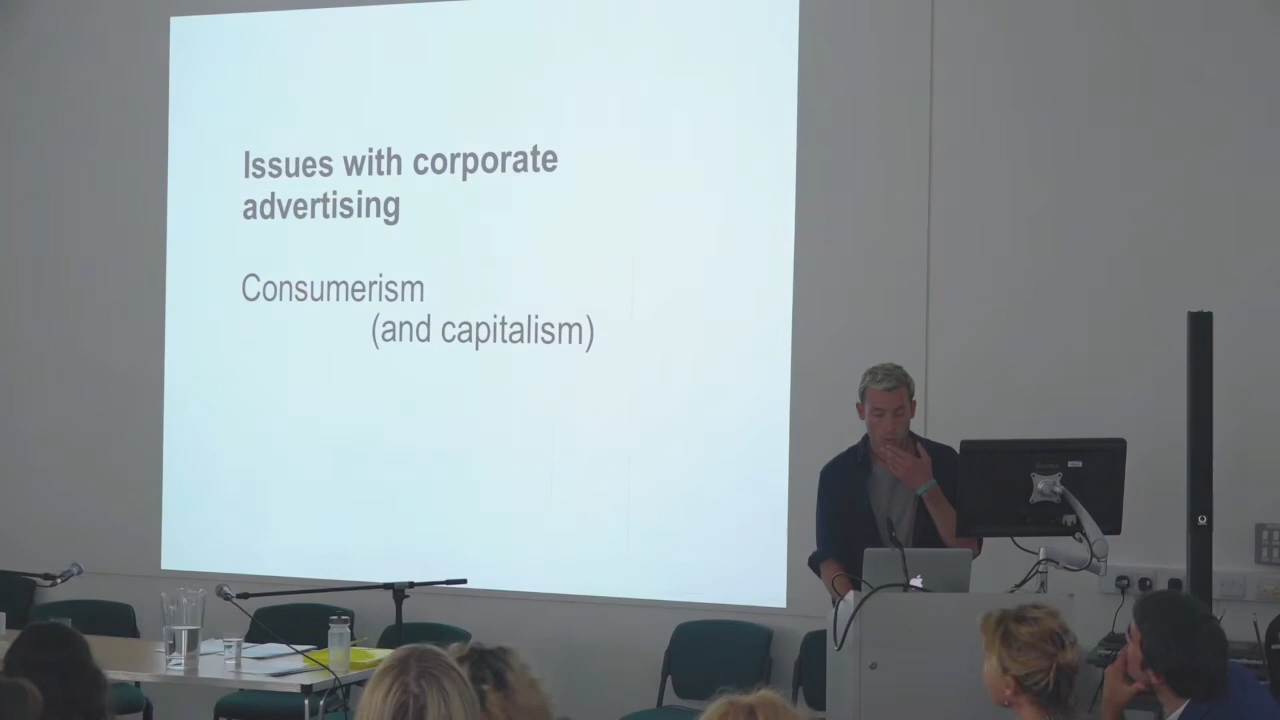 Issues with corporate
advertising
Consumerism
(and capitalism)